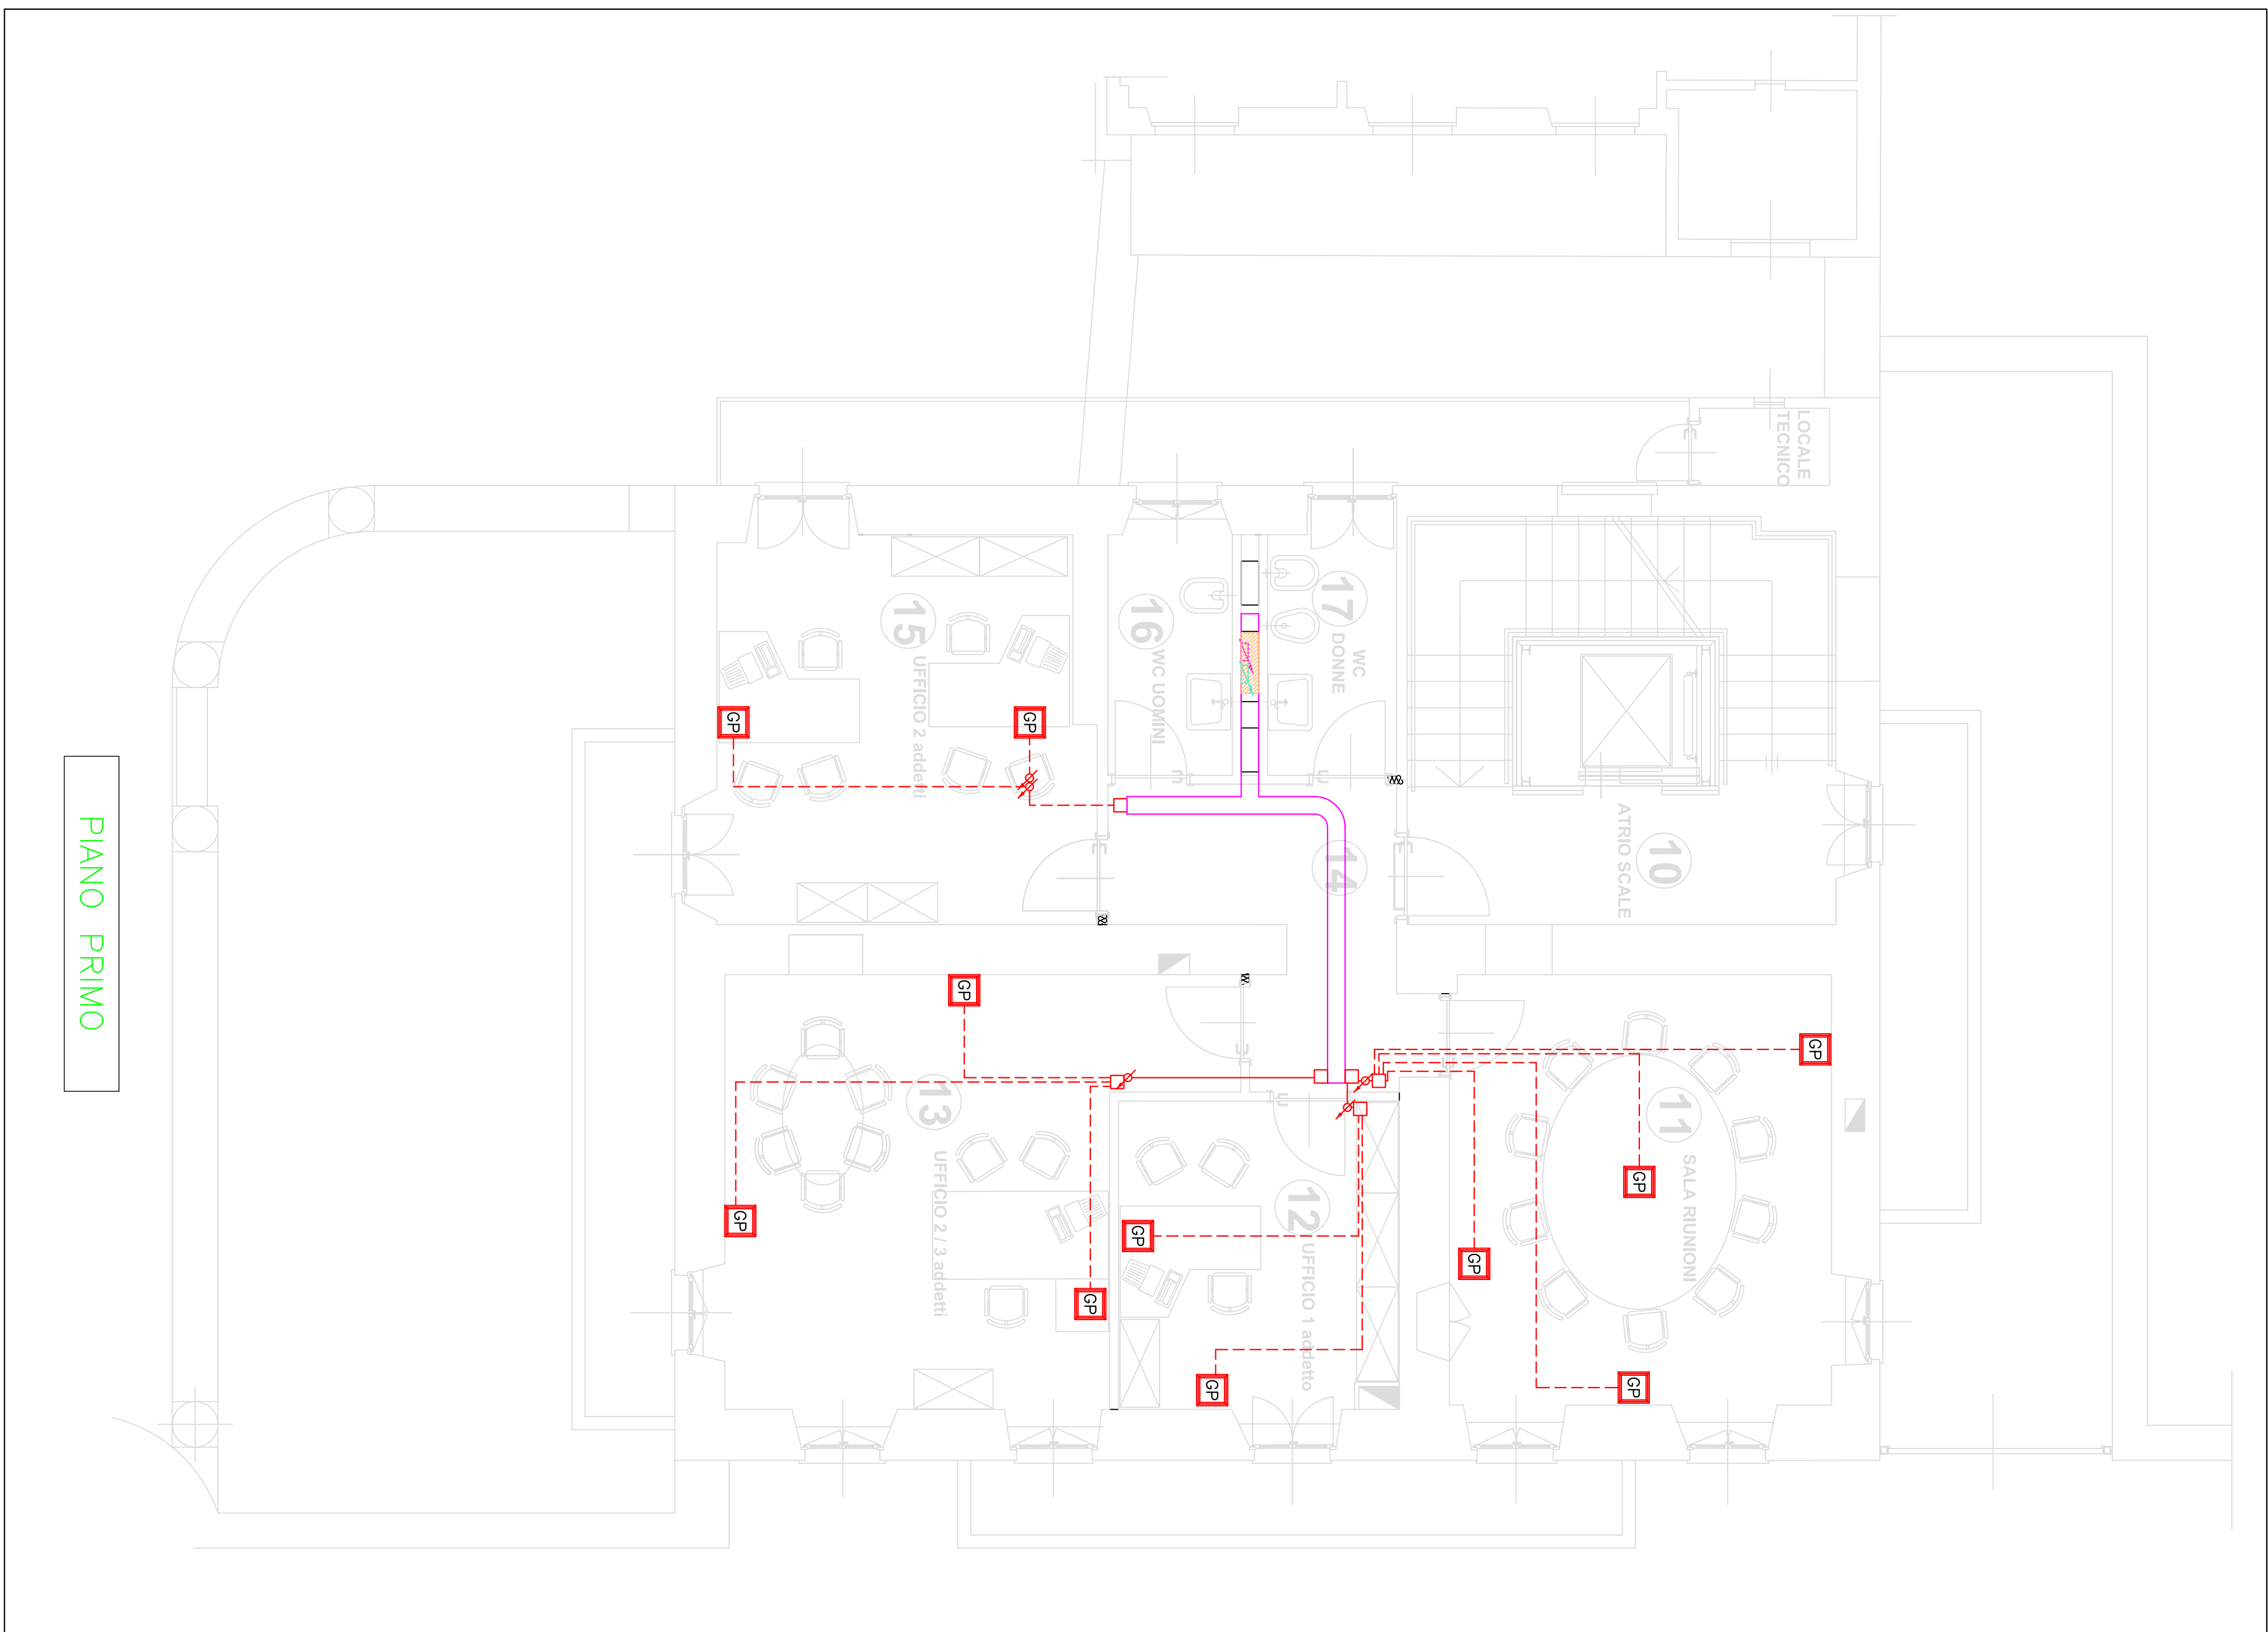 LOCALE
TECNICO
GP
11
SALA RIUNIONI
10
ATRIO SCALE
GP
GP
GP
17
WC
DONNE
14
12
UFFICIO 1 addetto
GP
GP
16
WC UOMINI
GP
GP
13
UFFICIO 2 / 3 addetti
15
UFFICIO 2 addetti
GP
GP
GP
PIANO PRIMO